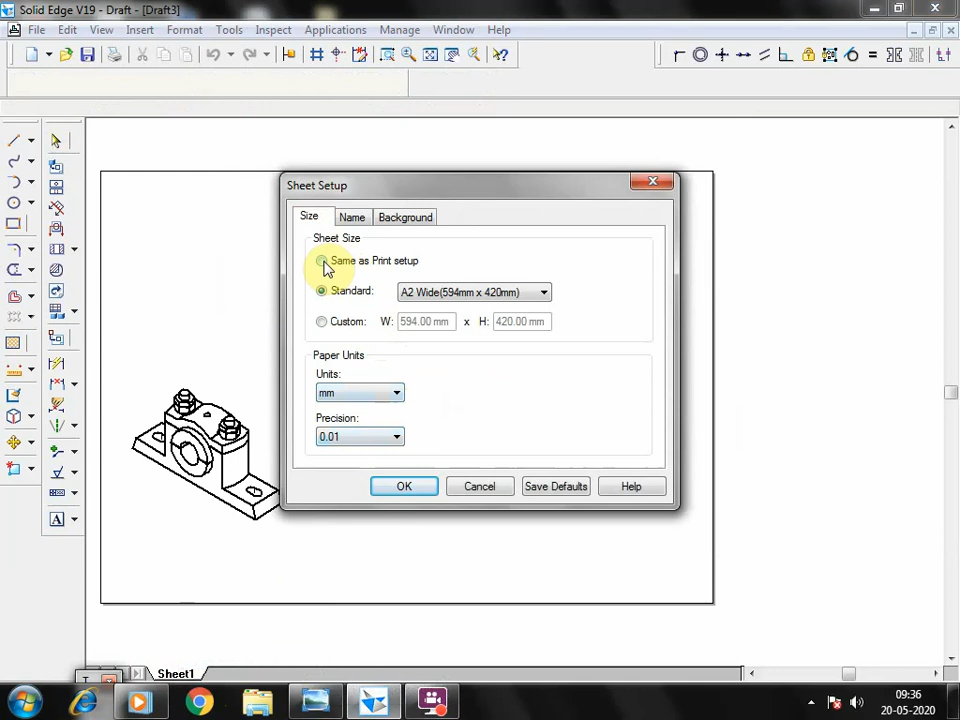 Solid Edge V19 - Draft - [Draft3]
File Edit View Insert Format Tools Inspect Applications Manage Window Help
Sheet Setup
Size Name Background
Sheet Size
Same as Print setup
Standard: A2 Wide(594mm x 420mm)
Custom: W: 594.00 mm x H: 420.00 mm
Paper Units
Units:
mm
Precision:
0.01
OK Cancel Save Defaults Help
A
Sheet1
T
09:36
20-05-2020